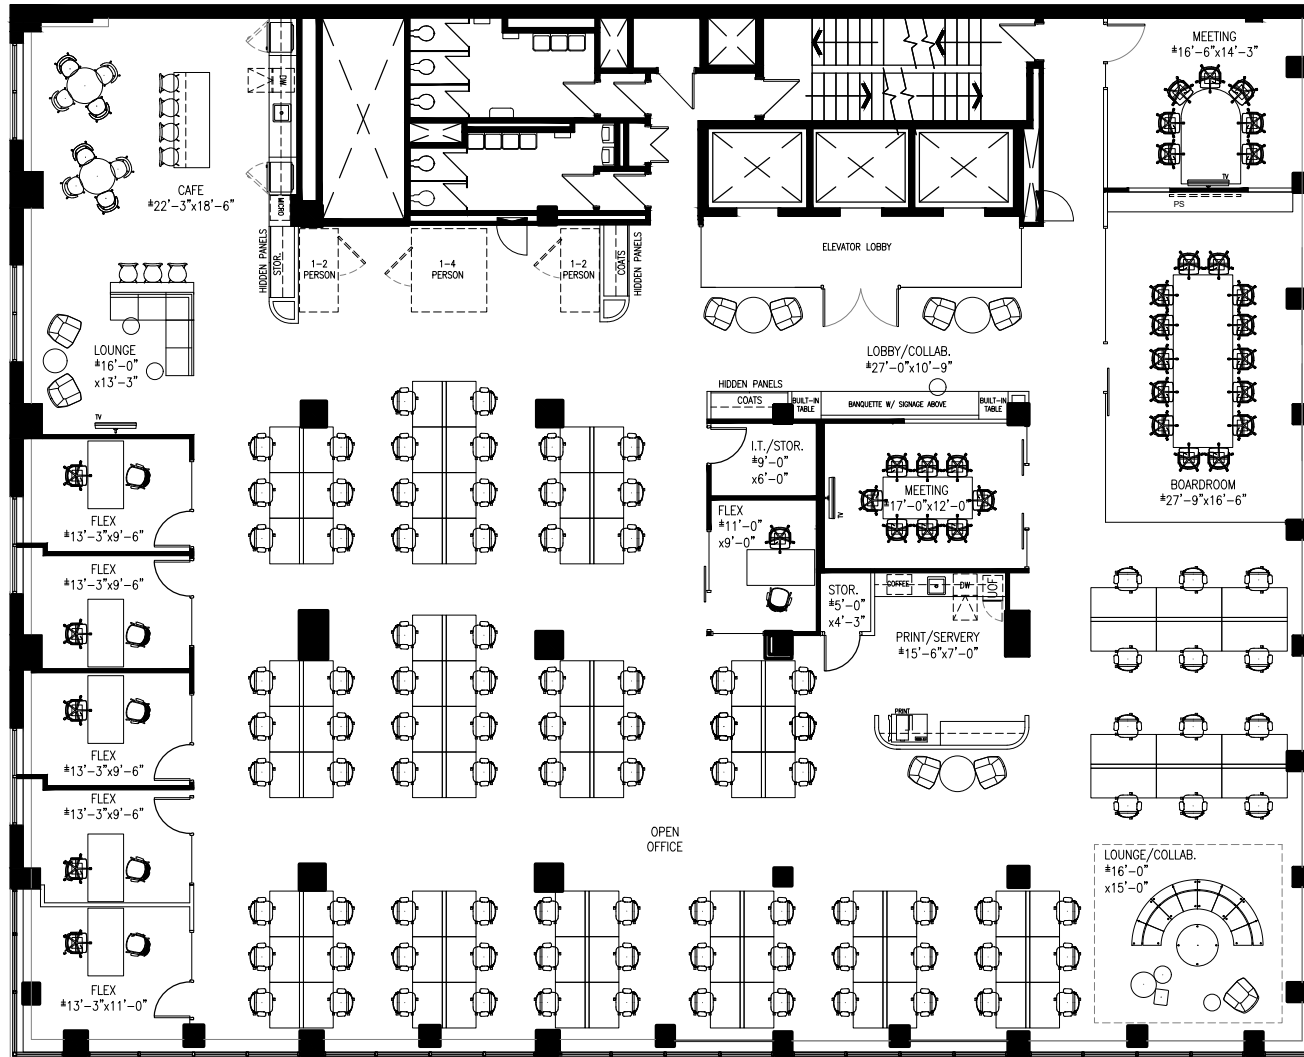 MEETING
±16'-6"x14'-3"
TV
PS
DW
MICRO
CAFE
±22'-3"x18'-6"
HIDDEN PANELS
STOR.
1-2
PERSON
1-4
PERSON
1-2
PERSON
COATS
HIDDEN PANELS
ELEVATOR LOBBY
LOUNGE
±16'-0"
x13'-3"
TV
LOBBY/COLLAB.
±27'-0"x10'-9"
HIDDEN PANELS
COATS
BUILT-IN
TABLE
BANQUETTE W/ SIGNAGE ABOVE
BUILT-IN
TABLE
I.T./STOR.
±9'-0"
x6'-0"
MEETING
±17'-0"x12'-0"
TV
BOARDROOM
±27'-9"x16'-6"
FLEX
±13'-3"x9'-6"
FLEX
±11'-0"
x9'-0"
FLEX
±13'-3"x9'-6"
STOR.
±5'-0"
x4'-3"
COFFEE
DW
UOF
PRINT/SERVERY
±15'-6"x7'-0"
PRINT
FLEX
±13'-3"x9'-6"
FLEX
±13'-3"x9'-6"
OPEN
OFFICE
LOUNGE/COLLAB.
±16'-0"
x15'-0"
FLEX
±13'-3"x11'-0"